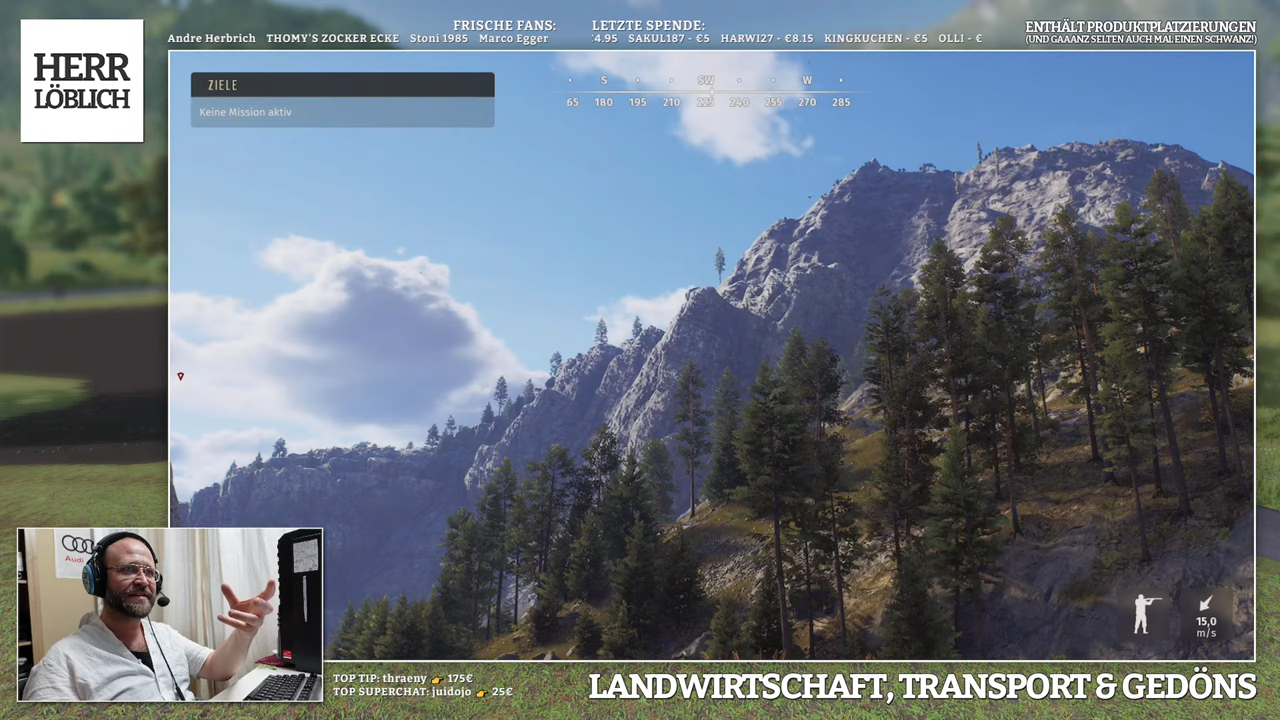 HERR
LÖBLICH
FRISCHE FANS:
Andre Herbrich THOMY'S ZOCKER ECKE Stoni 1985 Marco Egger
LETZTE SPENDE:
4.95 SAKUL187 - €5 HARWI27 - €8.15 KINGKUCHEN - €5 OLLI - €
ENTHÄLT PRODUKTPLATZIERUNGEN
(UND GAAANZ SELTEN AUCH MAL EINEN SCHWANZ!)
ZIELE
Keine Mission aktiv
S SW W
65 180 195 210 225 240 255 270 285
Audi
15,0
m/s
TOP TIP: thraeny 👉 175€
TOP SUPERCHAT: juidojo 👉 25€
LANDWIRTSCHAFT, TRANSPORT & GEDÖNS